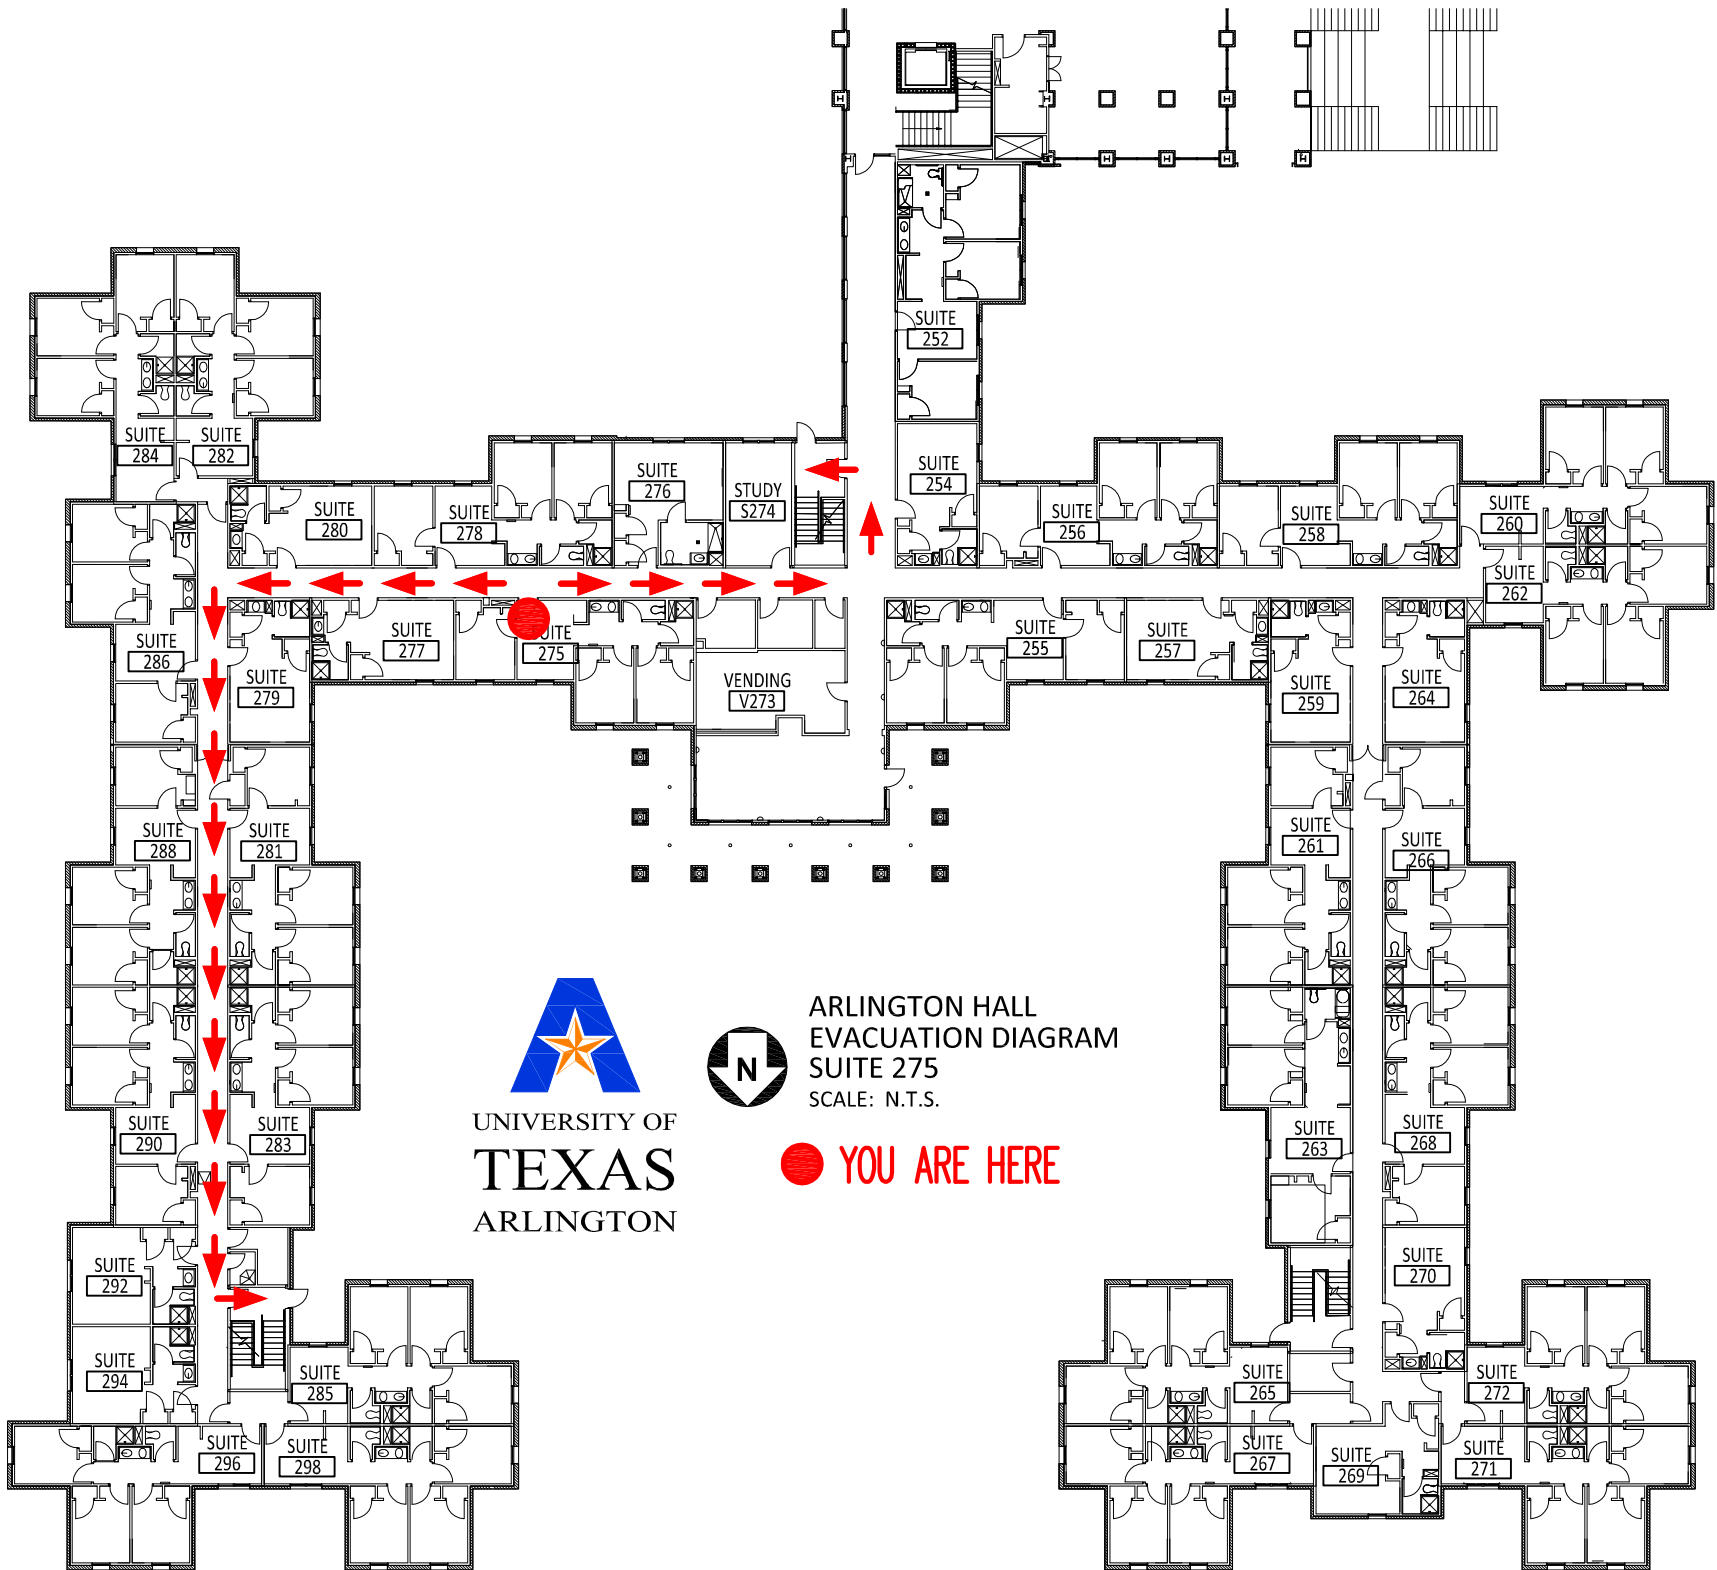 SUITE
252
SUITE
284
SUITE
282
SUITE
254
SUITE
276
STUDY
S274
SUITE
280
SUITE
278
SUITE
256
SUITE
258
SUITE
260
SUITE
262
SUITE
286
SUITE
279
SUITE
277
SUITE
275
VENDING
V273
SUITE
255
SUITE
257
SUITE
259
SUITE
264
SUITE
288
SUITE
281
SUITE
261
SUITE
266
ARLINGTON HALL
EVACUATION DIAGRAM
SUITE 275
SCALE: N.T.S.
N
UNIVERSITY OF
TEXAS
ARLINGTON
YOU ARE HERE
SUITE
290
SUITE
283
SUITE
263
SUITE
268
SUITE
292
SUITE
270
SUITE
294
SUITE
285
SUITE
265
SUITE
272
SUITE
296
SUITE
298
SUITE
267
SUITE
269
SUITE
271